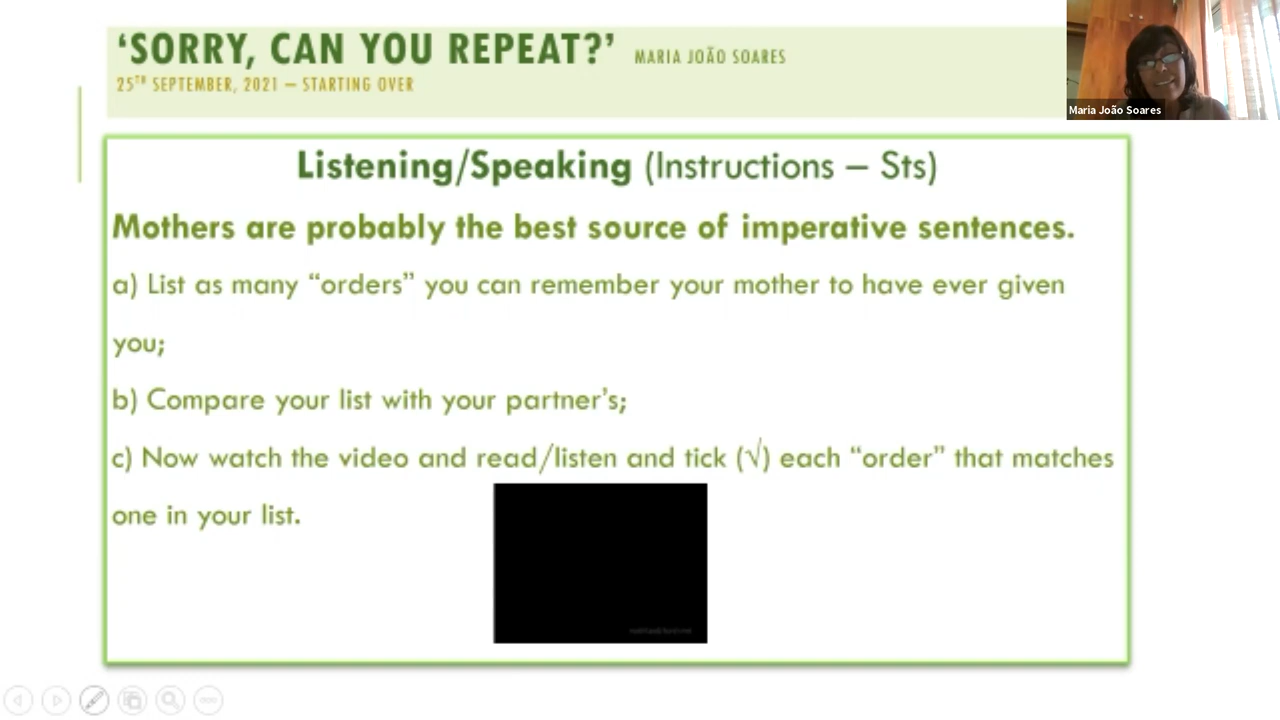 ‘SORRY, CAN YOU REPEAT?’ MARIA JOÃO SOARES
25TH SEPTEMBER, 2021 – STARTING OVER
Maria João Soares
Listening/Speaking (Instructions – Sts)
Mothers are probably the best source of imperative sentences.
a) List as many “orders” you can remember your mother to have ever given
you;
b) Compare your list with your partner’s;
c) Now watch the video and read/listen and tick (√) each “order” that matches
one in your list.